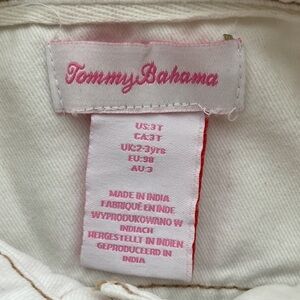 Tommy Bahama
US:3T
CA:3T
UK:2-3yrs
EU:98
AU:3
MADE IN INDIA
FABRIQUÉ EN INDE
WYPRODUKOWANO W
INDIACH
HERGESTELLT IN INDIEN
GEPRODUCEERD IN
INDIA